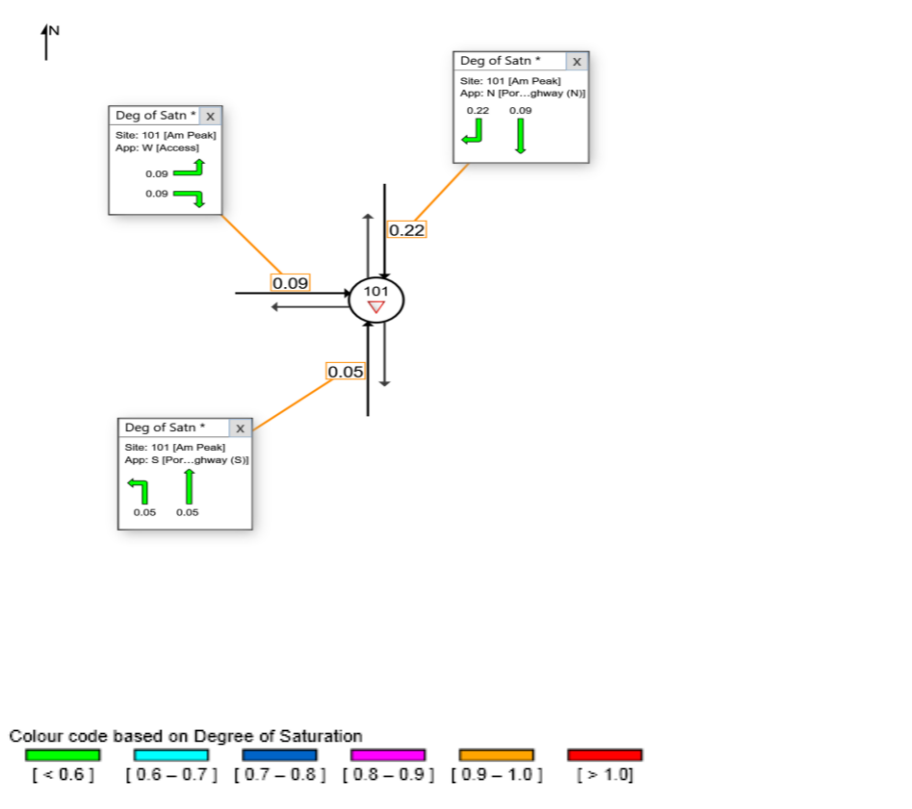 N
Deg of Satn * x
Site: 101 [Am Peak]
App: N [Por...ghway (N)]
0.22 0.09
Deg of Satn * x
Site: 101 [Am Peak]
App: W [Access]
0.09
0.09
0.22
0.09
101
0.05
Deg of Satn * x
Site: 101 [Am Peak]
App: S [Por...ghway (S)]
0.05 0.05
Colour code based on Degree of Saturation
[ < 0.6 ] [ 0.6 – 0.7 ] [ 0.7 – 0.8 ] [ 0.8 – 0.9 ] [ 0.9 – 1.0 ] [ > 1.0]